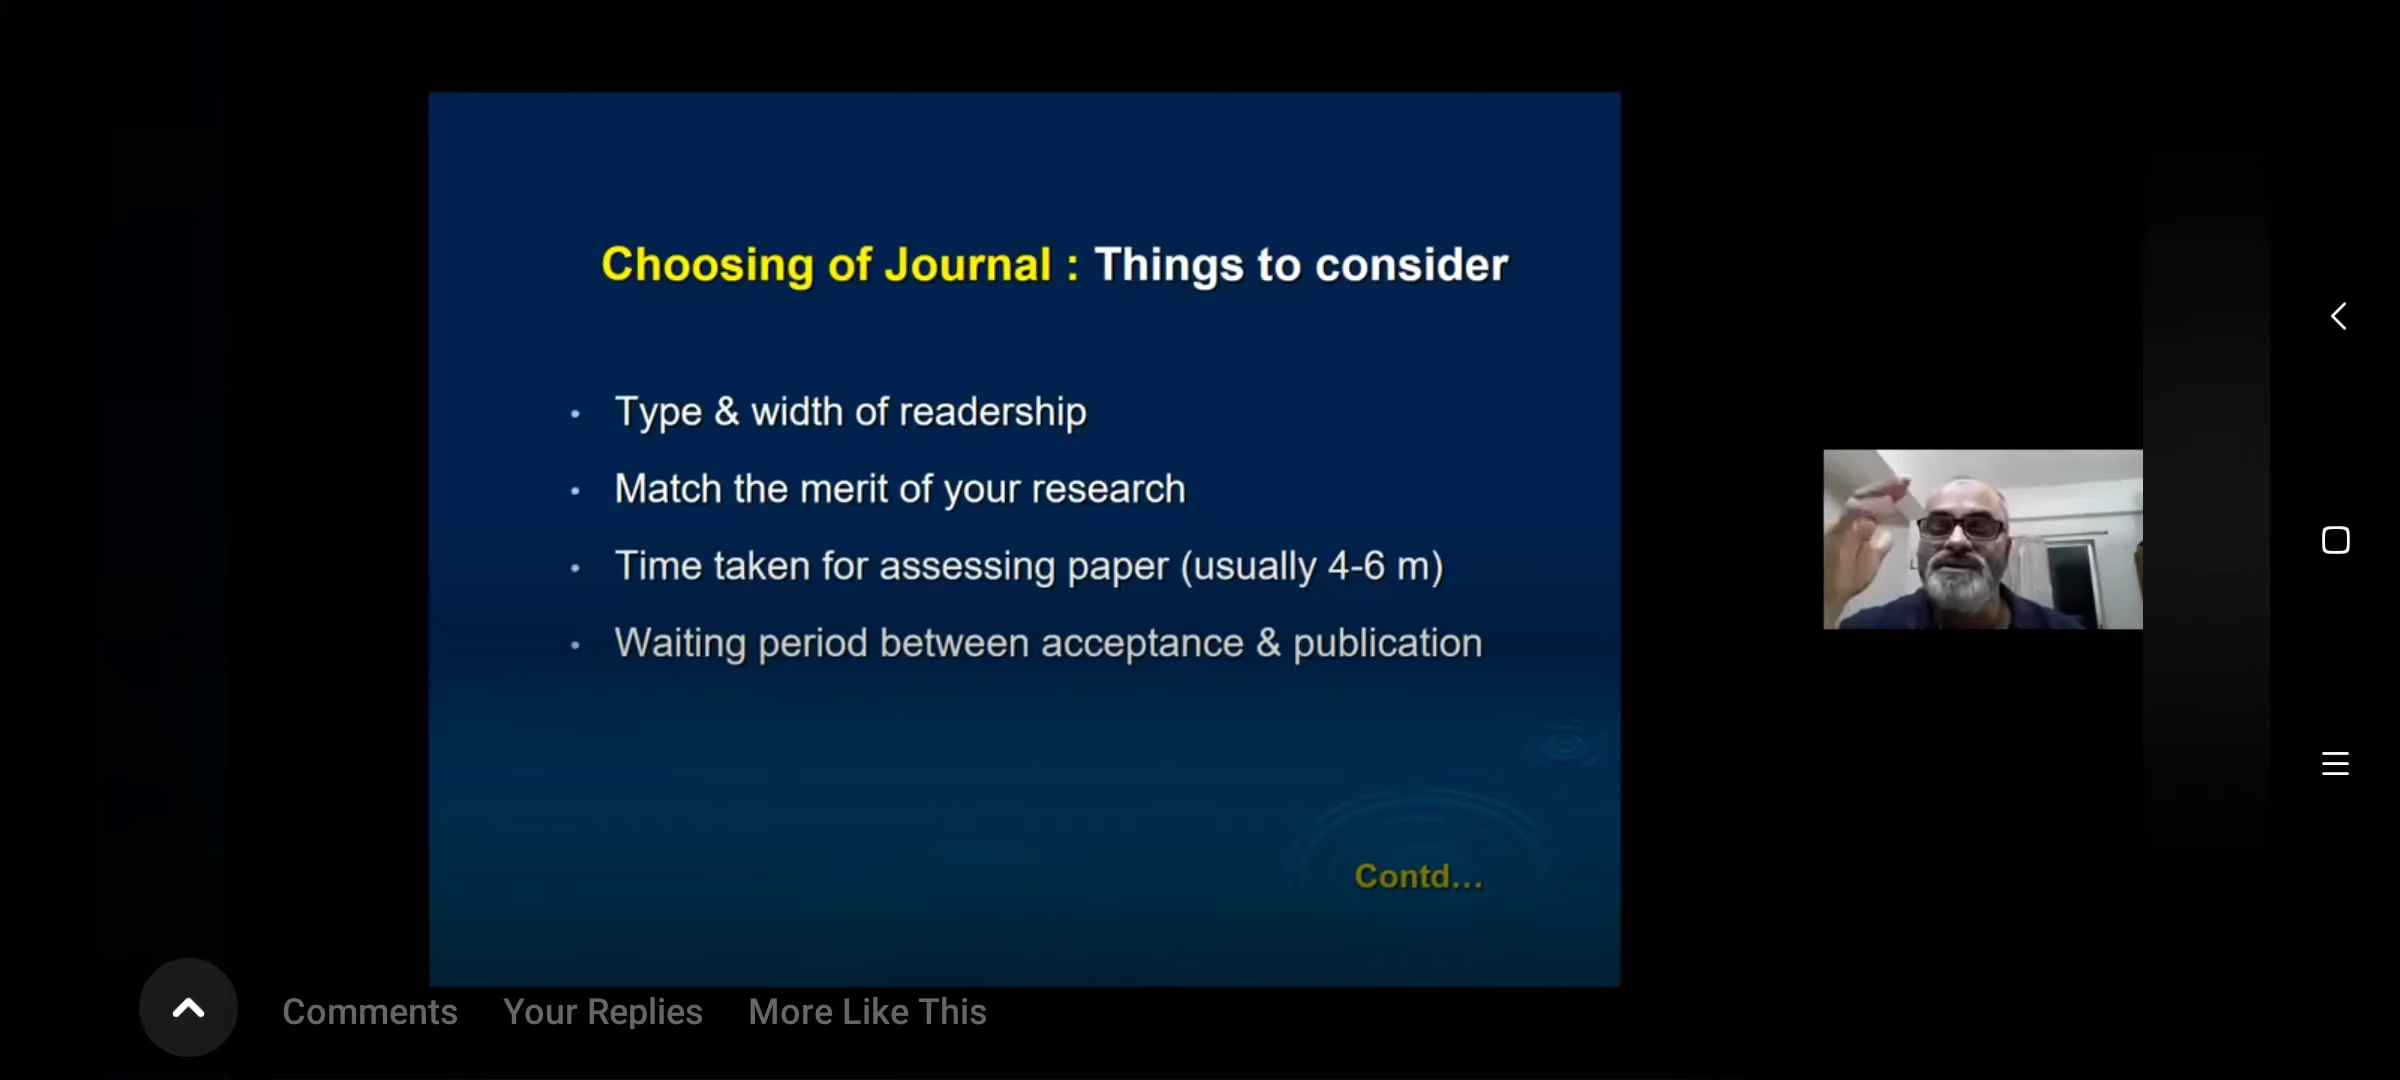 Choosing of Journal : Things to consider
• Type & width of readership
• Match the merit of your research
• Time taken for assessing paper (usually 4-6 m)
• Waiting period between acceptance & publication
Contd...
Comments Your Replies More Like This